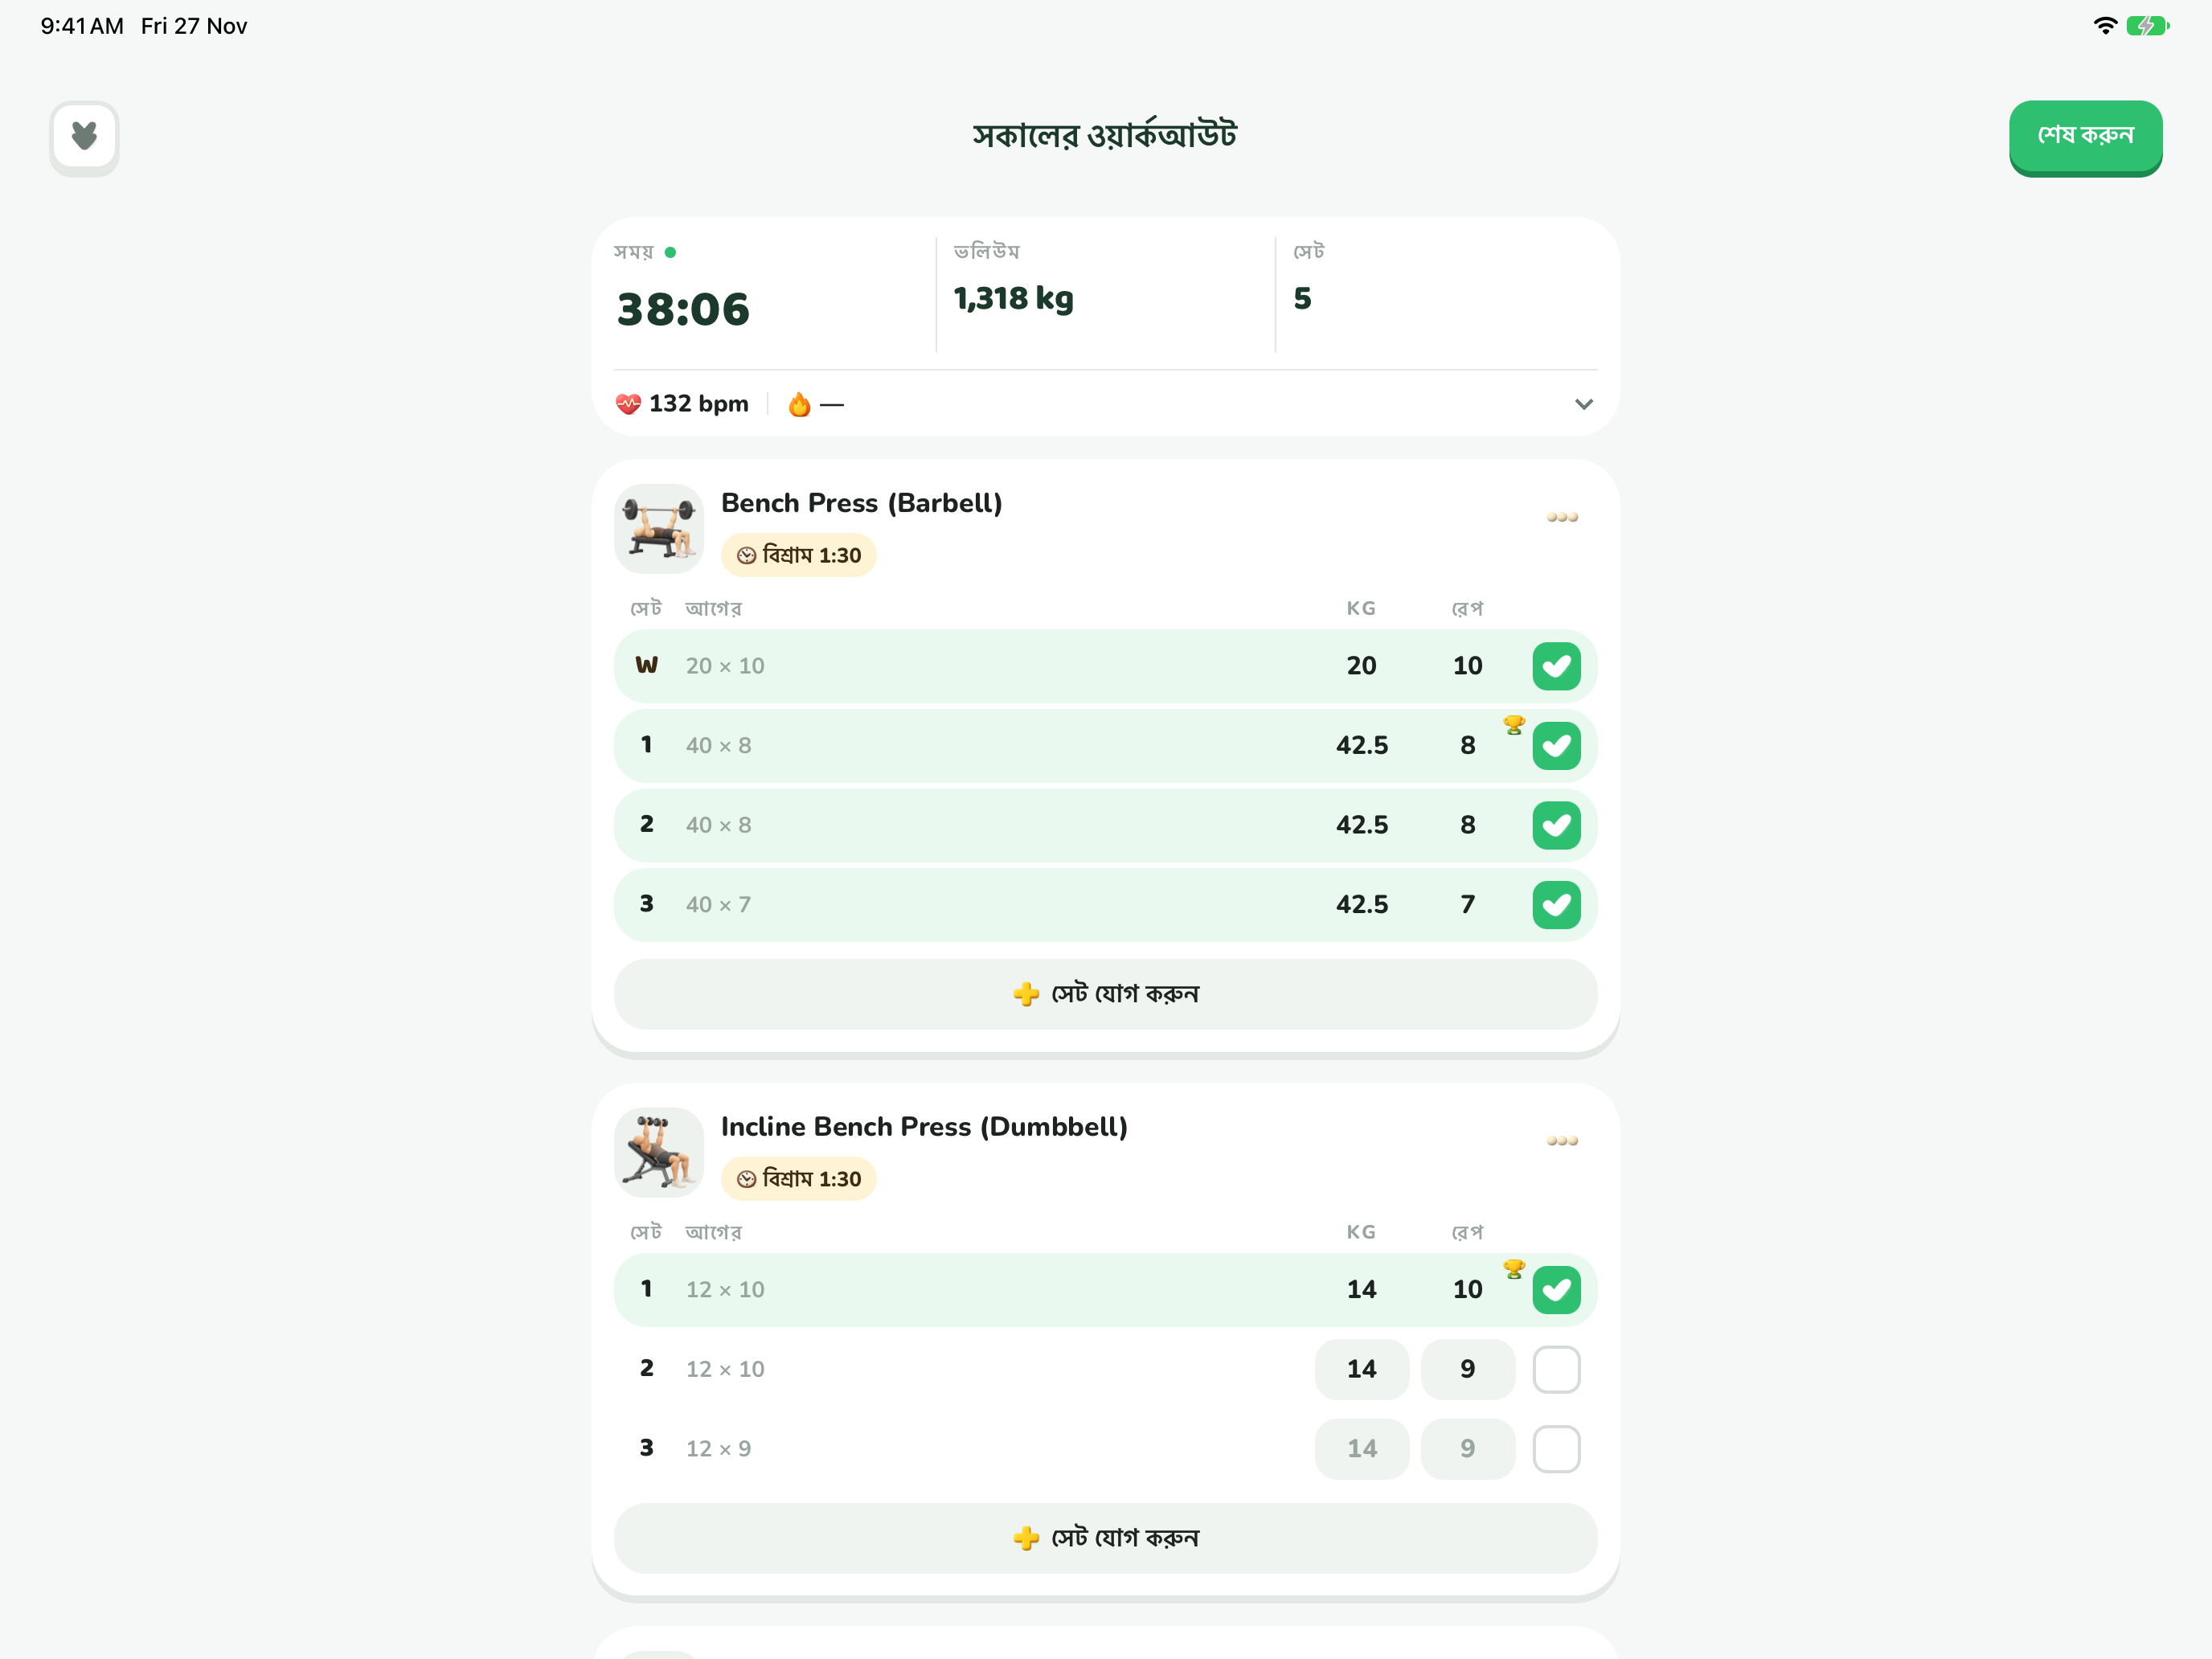 9:41 AM Fri 27 Nov
সকালের ওয়ার্কআউট
শেষ করুন
সময় ভলিউম সেট
38:06 1,318 kg 5
132 bpm —
Bench Press (Barbell)
বিশ্রাম 1:30
সেট আগের KG রেপ
W 20 × 10 20 10
1 40 × 8 42.5 8
2 40 × 8 42.5 8
3 40 × 7 42.5 7
সেট যোগ করুন
Incline Bench Press (Dumbbell)
বিশ্রাম 1:30
সেট আগের KG রেপ
1 12 × 10 14 10
2 12 × 10 14 9
3 12 × 9 14 9
সেট যোগ করুন